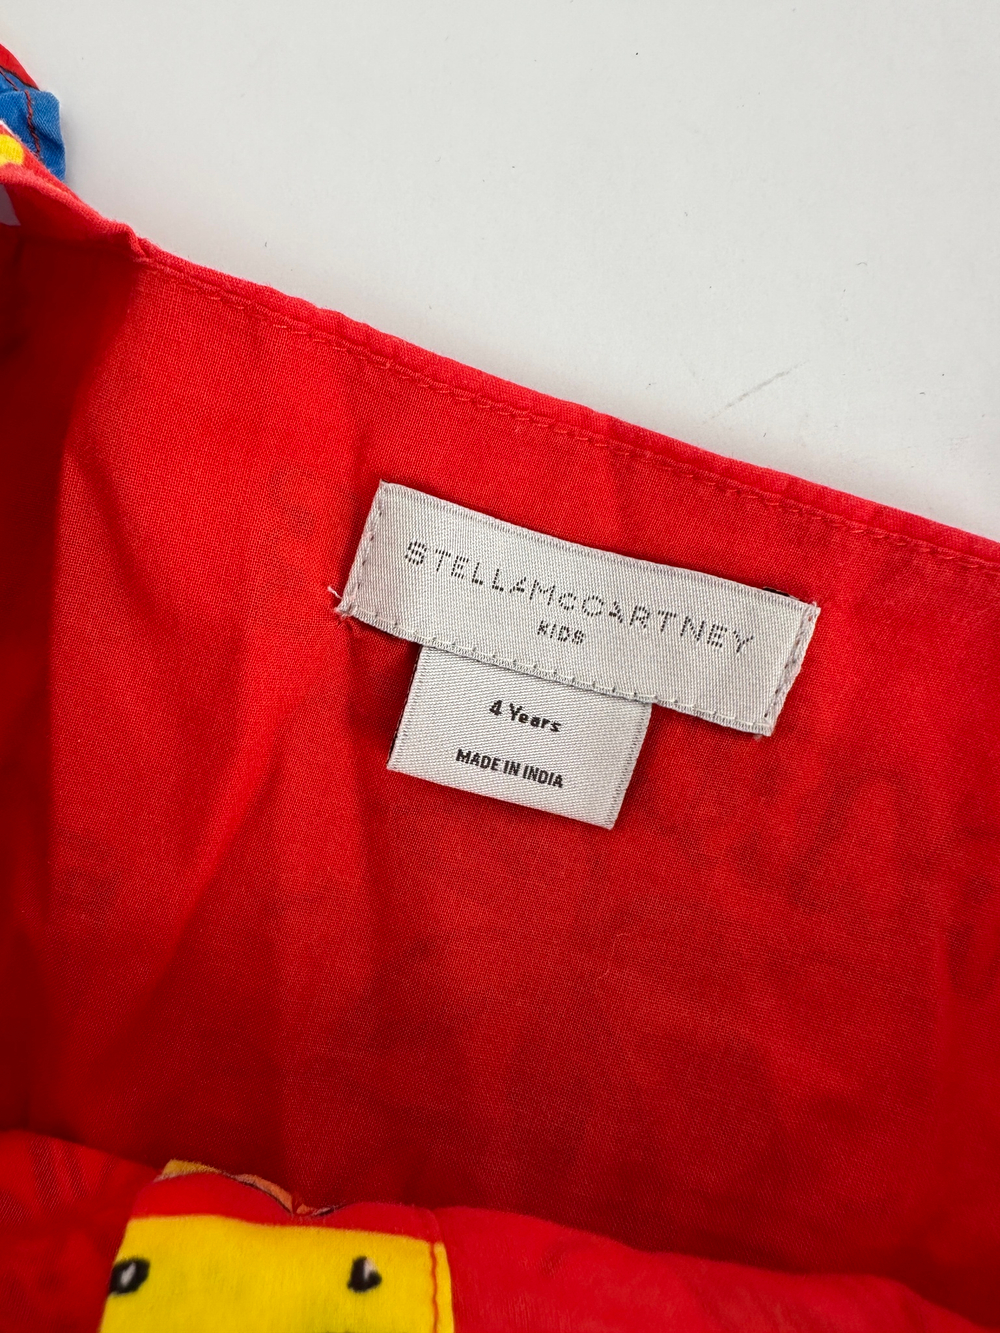 STELLAMcCARTNEY
KIDS
4 Years
MADE IN INDIA